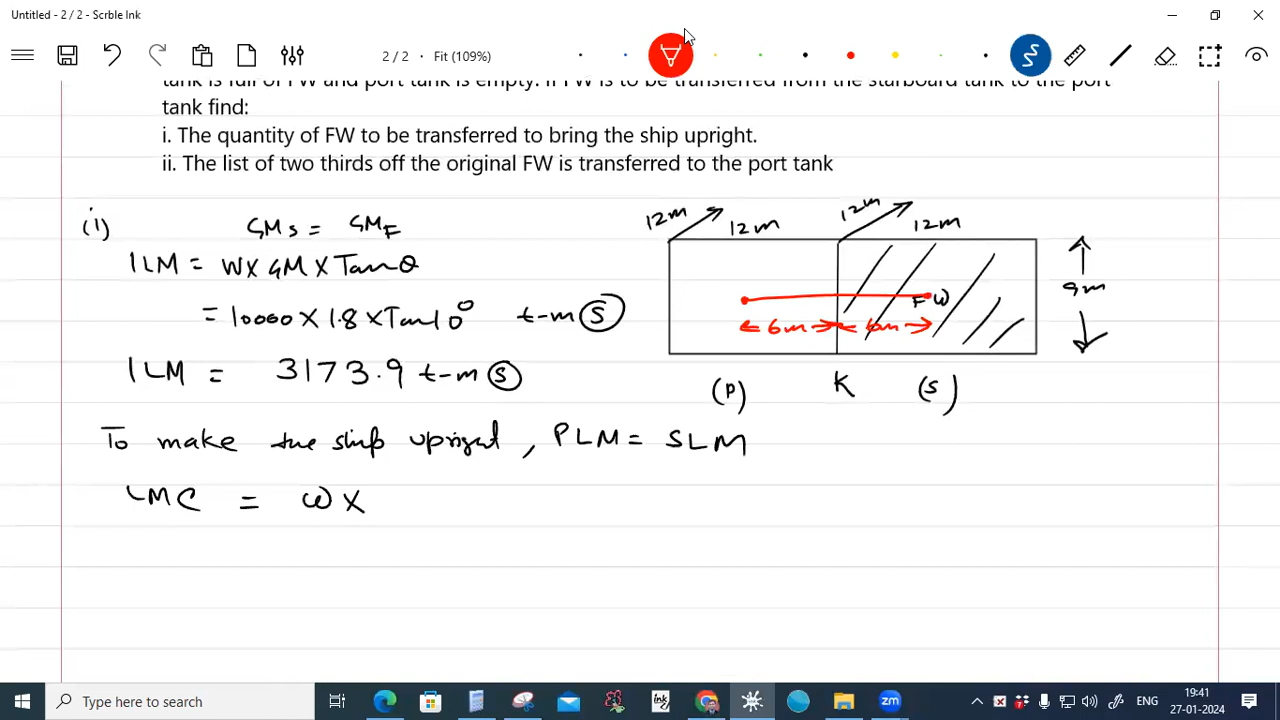 Untitled - 2 / 2 - Scrble Ink
2 / 2 · Fit (109%)
tank is full of FW and port tank is empty. If FW is to be transferred from the starboard tank to the port
tank find:
i. The quantity of FW to be transferred to bring the ship upright.
ii. The list of two thirds off the original FW is transferred to the port tank
(i) GMs = GMF
ILM = W X GM X Tanθ
= 10000 X 1.8 X Tan 10° t-m (S)
ILM = 3173.9 t-m (S)
To make the ship upright, PLM = SLM
LMC = w X
12m 12m 12m 12m
9m
FW
6m 6m
(P) K (S)
Type here to search
ENG
19:41
27-01-2024